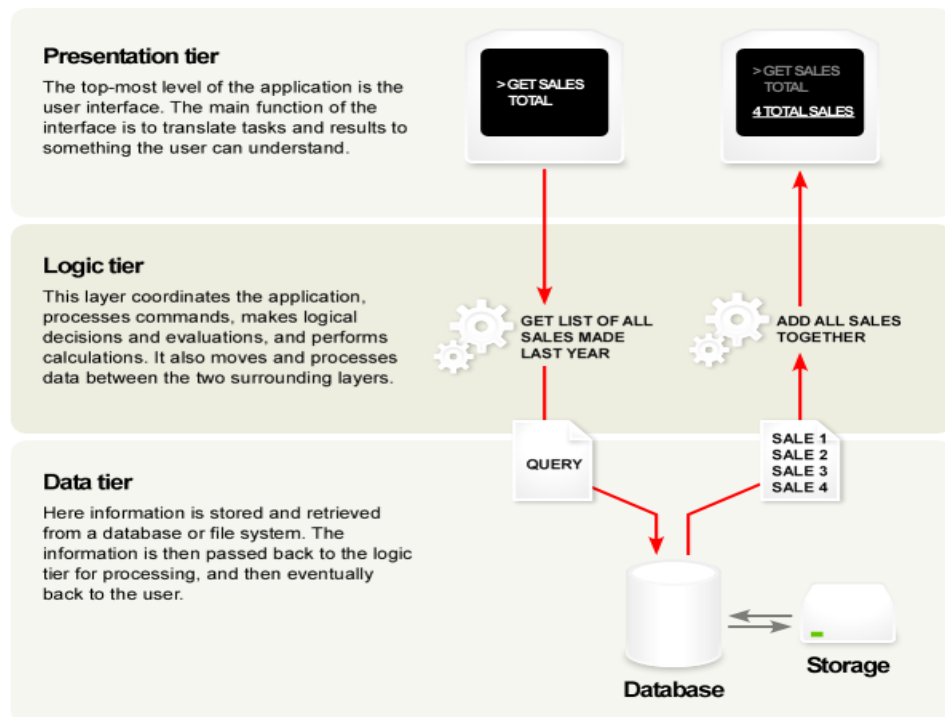 Presentation tier
The top-most level of the application is the
user interface. The main function of the
interface is to translate tasks and results to
something the user can understand.
>GET SALES
TOTAL
>GET SALES
TOTAL
4 TOTAL SALES
Logic tier
This layer coordinates the application,
processes commands, makes logical
decisions and evaluations, and performs
calculations. It also moves and processes
data between the two surrounding layers.
GET LIST OF ALL
SALES MADE
LAST YEAR
ADD ALL SALES
TOGETHER
Data tier
Here information is stored and retrieved
from a database or file system. The
information is then passed back to the logic
tier for processing, and then eventually
back to the user.
QUERY
SALE 1
SALE 2
SALE 3
SALE 4
Database
Storage